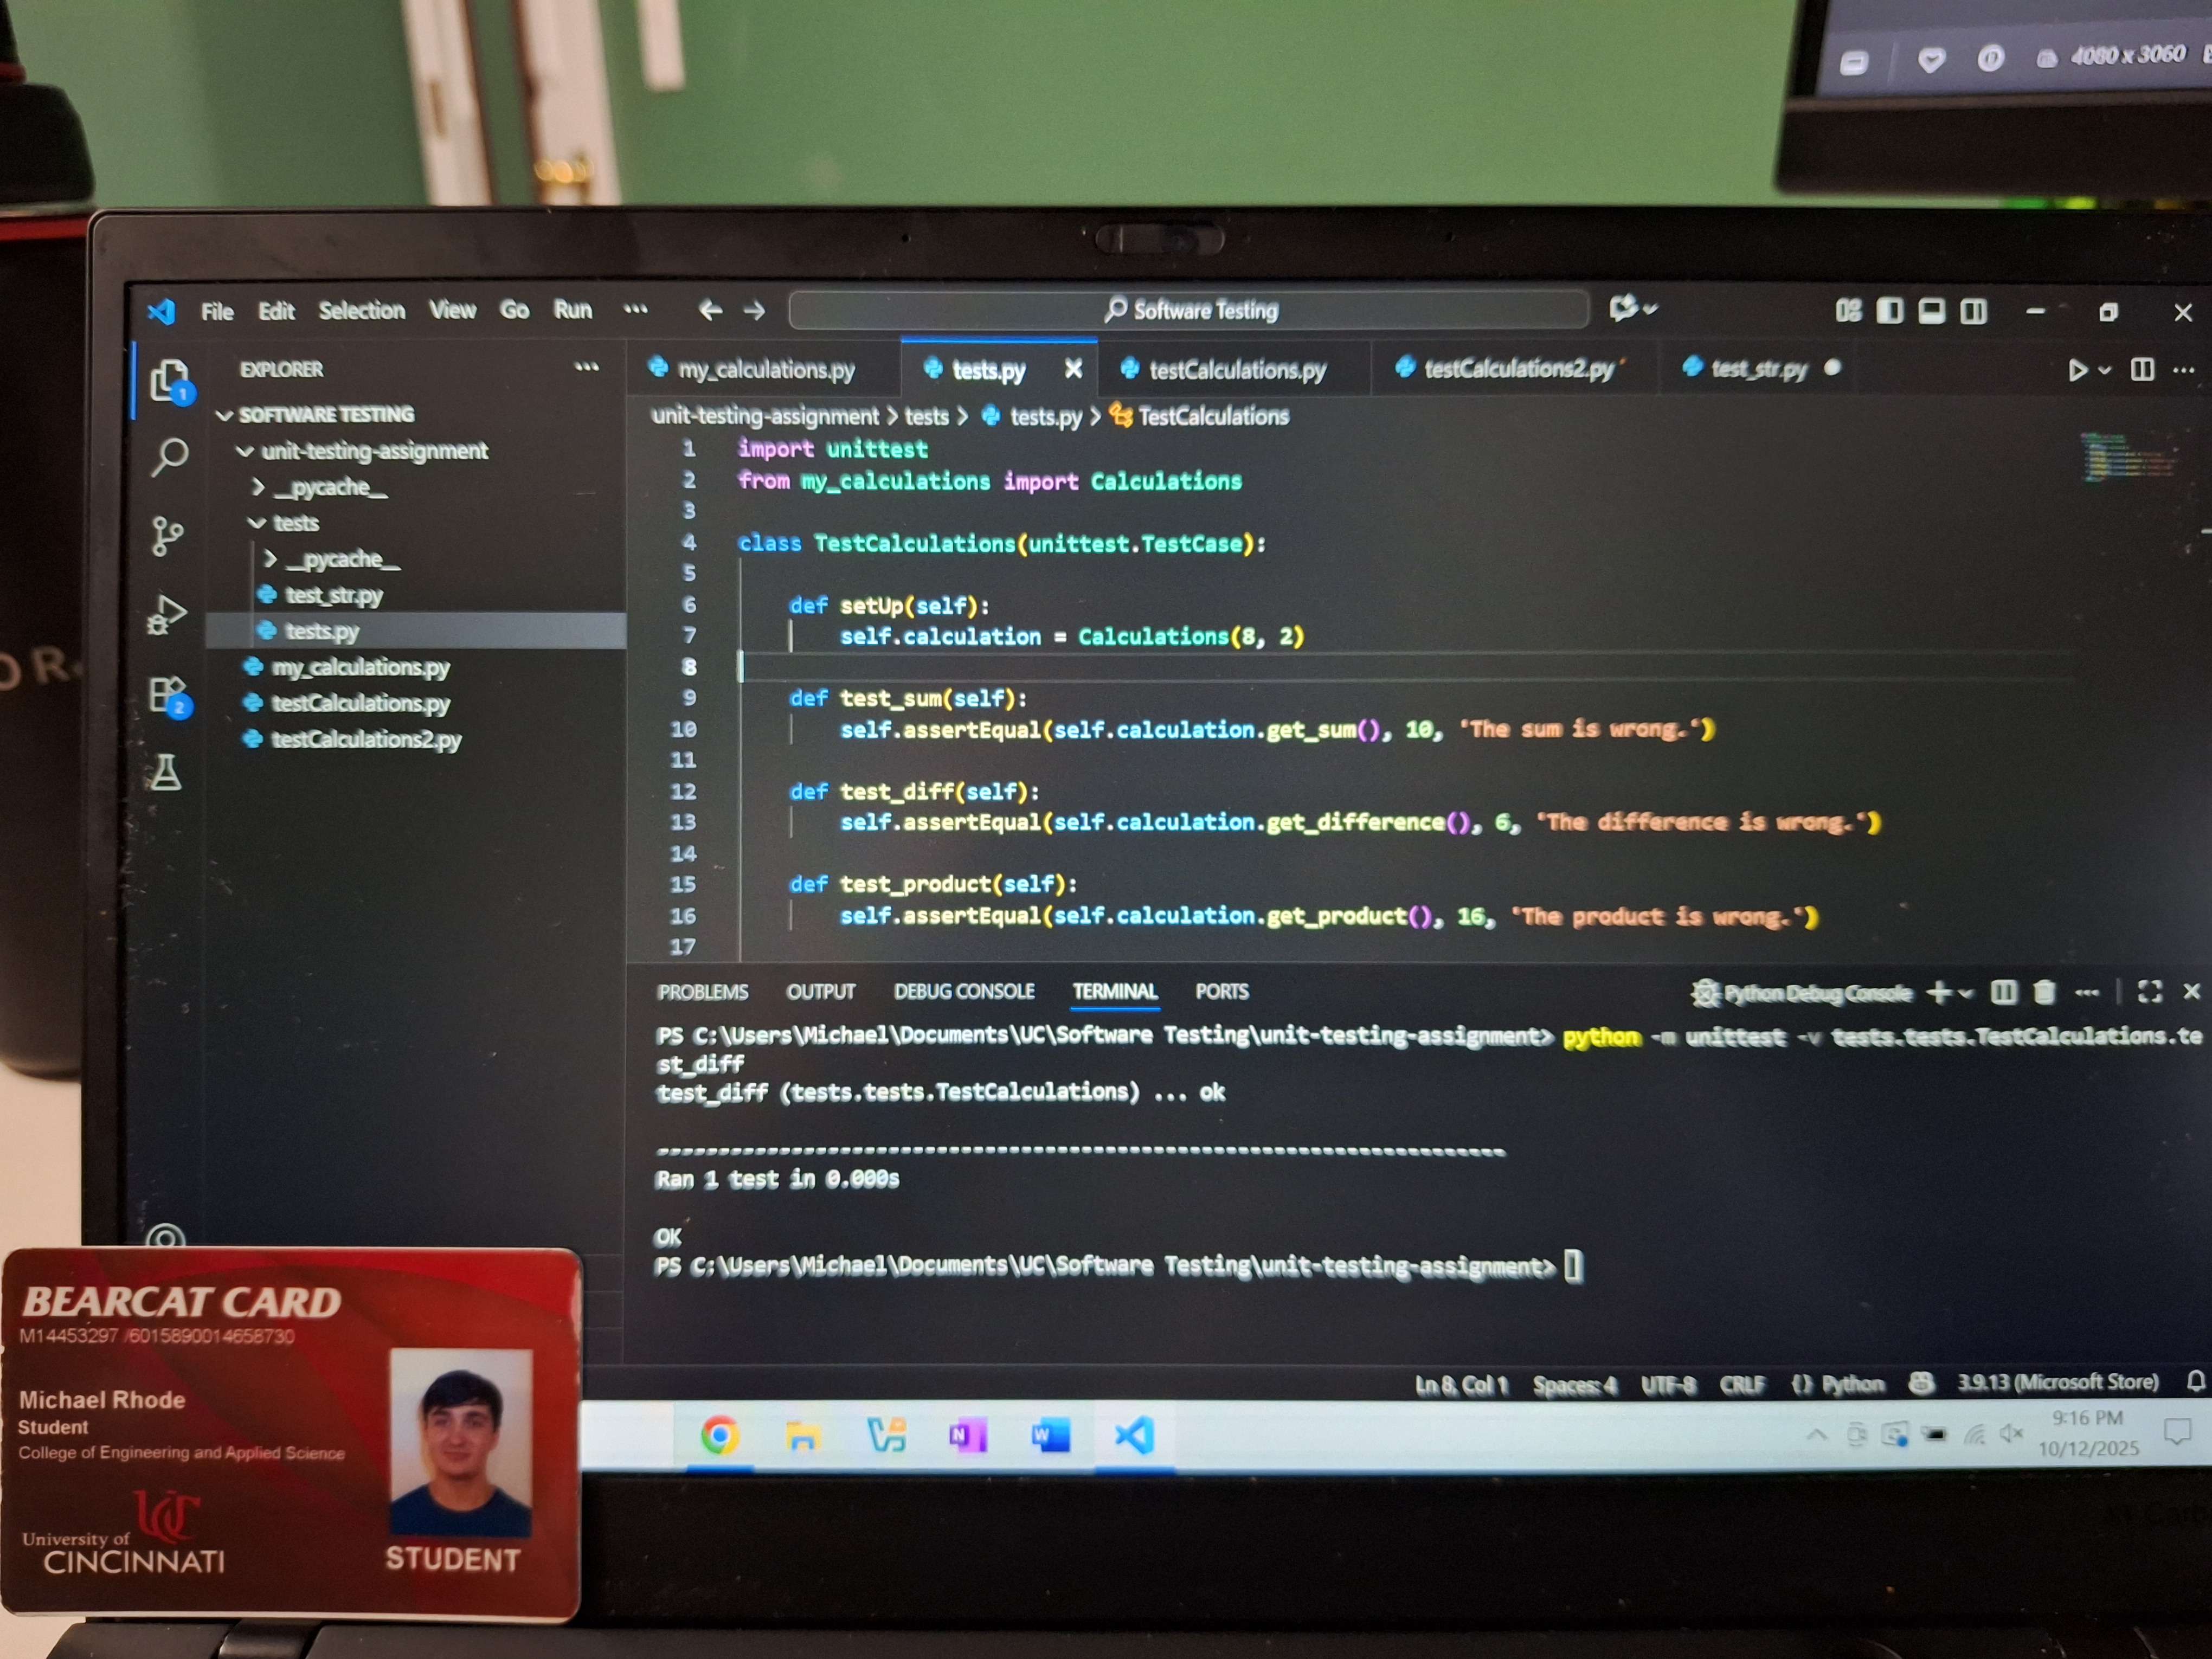 4080 x 3060
File Edit Selection View Go Run ... Software Testing
EXPLORER ...
SOFTWARE TESTING
unit-testing-assignment
__pycache__
tests
__pycache__
test_str.py
tests.py
my_calculations.py
testCalculations.py
testCalculations2.py
1
2
my_calculations.py tests.py testCalculations.py testCalculations2.py test_str.py
unit-testing-assignment > tests > tests.py > TestCalculations
1 import unittest
2 from my_calculations import Calculations
3
4 class TestCalculations(unittest.TestCase):
5
6 def setUp(self):
7 self.calculation = Calculations(8, 2)
8
9 def test_sum(self):
10 self.assertEqual(self.calculation.get_sum(), 10, 'The sum is wrong.')
11
12 def test_diff(self):
13 self.assertEqual(self.calculation.get_difference(), 6, 'The difference is wrong.')
14
15 def test_product(self):
16 self.assertEqual(self.calculation.get_product(), 16, 'The product is wrong.')
17
PROBLEMS OUTPUT DEBUG CONSOLE TERMINAL PORTS Python Debug Console
PS C:\Users\Michael\Documents\UC\Software Testing\unit-testing-assignment> python -m unittest -v tests.tests.TestCalculations.te
st_diff
test_diff (tests.tests.TestCalculations) ... ok
----------------------------------------------------------------------
Ran 1 test in 0.000s
OK
PS C:\Users\Michael\Documents\UC\Software Testing\unit-testing-assignment>
Ln 8, Col 1 Spaces: 4 UTF-8 CRLF {} Python 3.9.13 (Microsoft Store)
9:16 PM
10/12/2025
BEARCAT CARD
M14453297 /6015890014658730
Michael Rhode
Student
College of Engineering and Applied Science
UC
University of
CINCINNATI
STUDENT